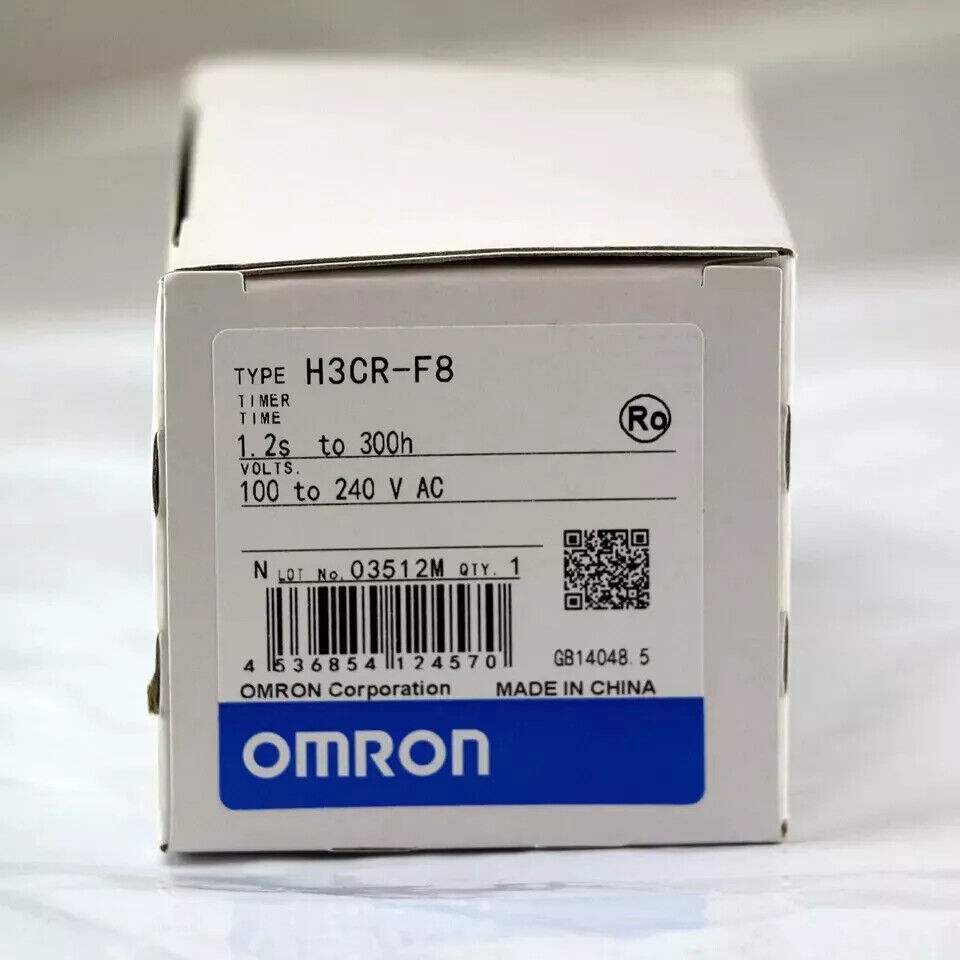 TYPE H3CR-F8
TIMER
TIME
Ro
1.2s to 300h
VOLTS.
100 to 240 V AC
N LOT No. 03512M QTY. 1
4 536854 124570
GB14048.5
OMRON Corporation MADE IN CHINA
OMRON